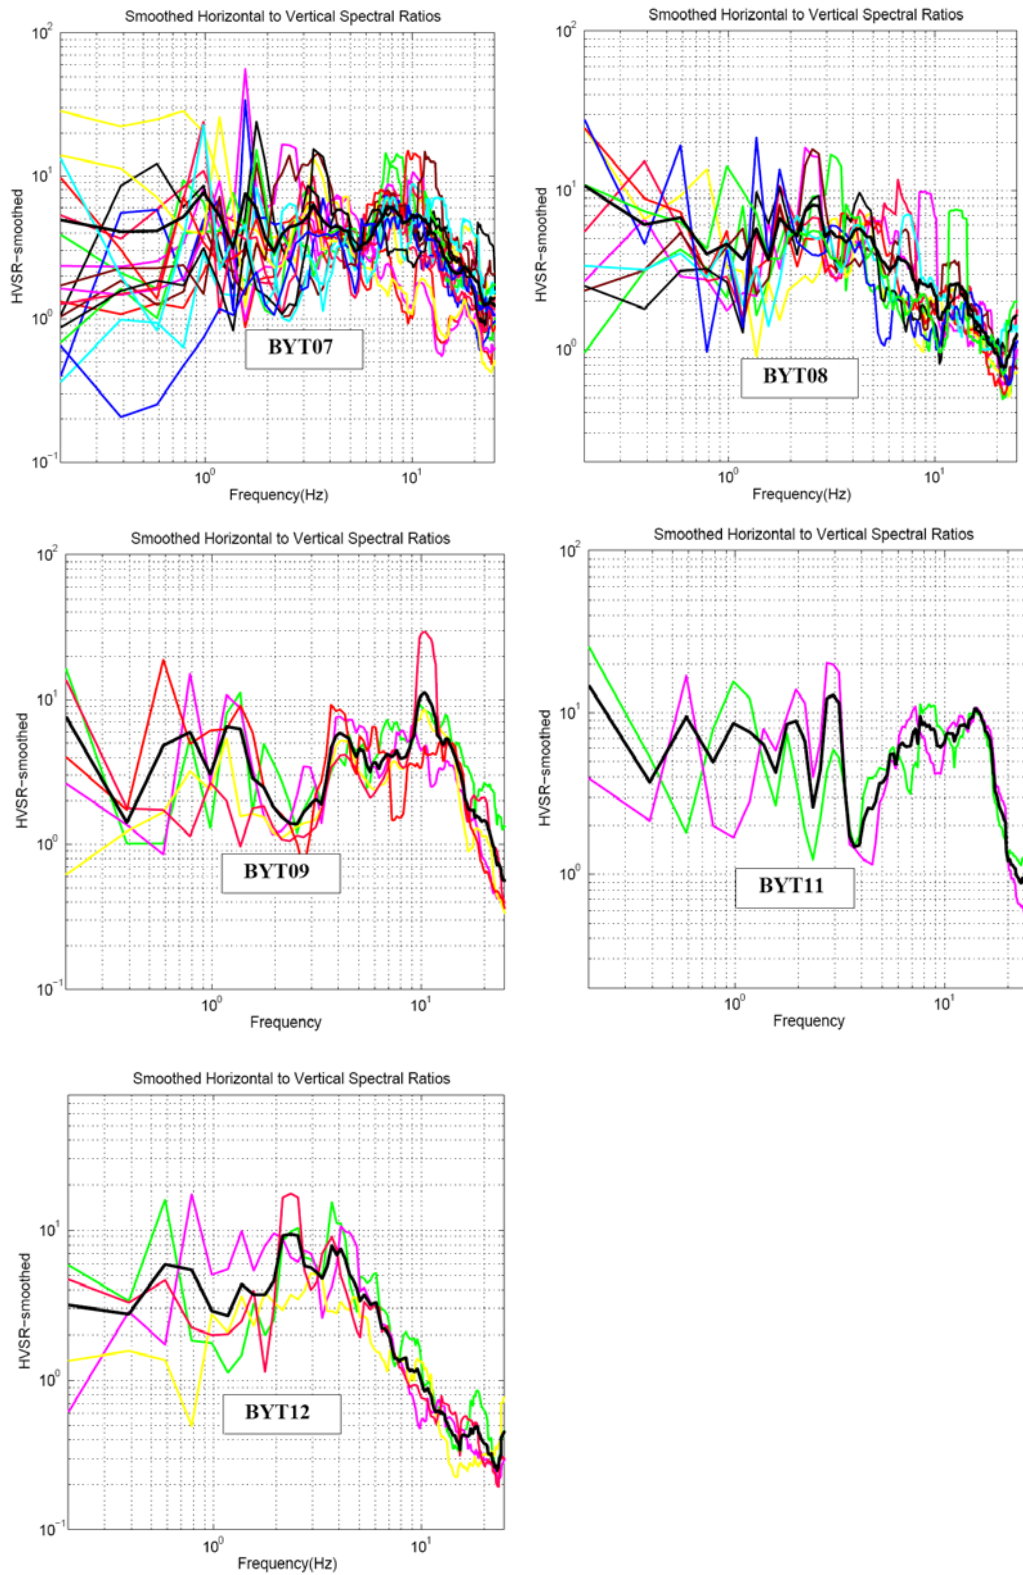 Smoothed Horizontal to Vertical Spectral Ratios
HVSR-smoothed
10^2
10^1
10^0
10^-1
BYT07
10^0
10^1
Frequency(Hz)
Smoothed Horizontal to Vertical Spectral Ratios
HVSR-smoothed
10^2
10^1
10^0
BYT08
10^0
10^1
Frequency(Hz)
Smoothed Horizontal to Vertical Spectral Ratios
HVSR-smoothed
10^2
10^1
10^0
10^-1
BYT09
10^0
10^1
Frequency
Smoothed Horizontal to Vertical Spectral Ratios
HVSR-smoothed
10^2
10^1
10^0
BYT11
10^0
10^1
Frequency
Smoothed Horizontal to Vertical Spectral Ratios
HVSR-smoothed
10^1
10^0
10^-1
BYT12
10^0
10^1
Frequency(Hz)